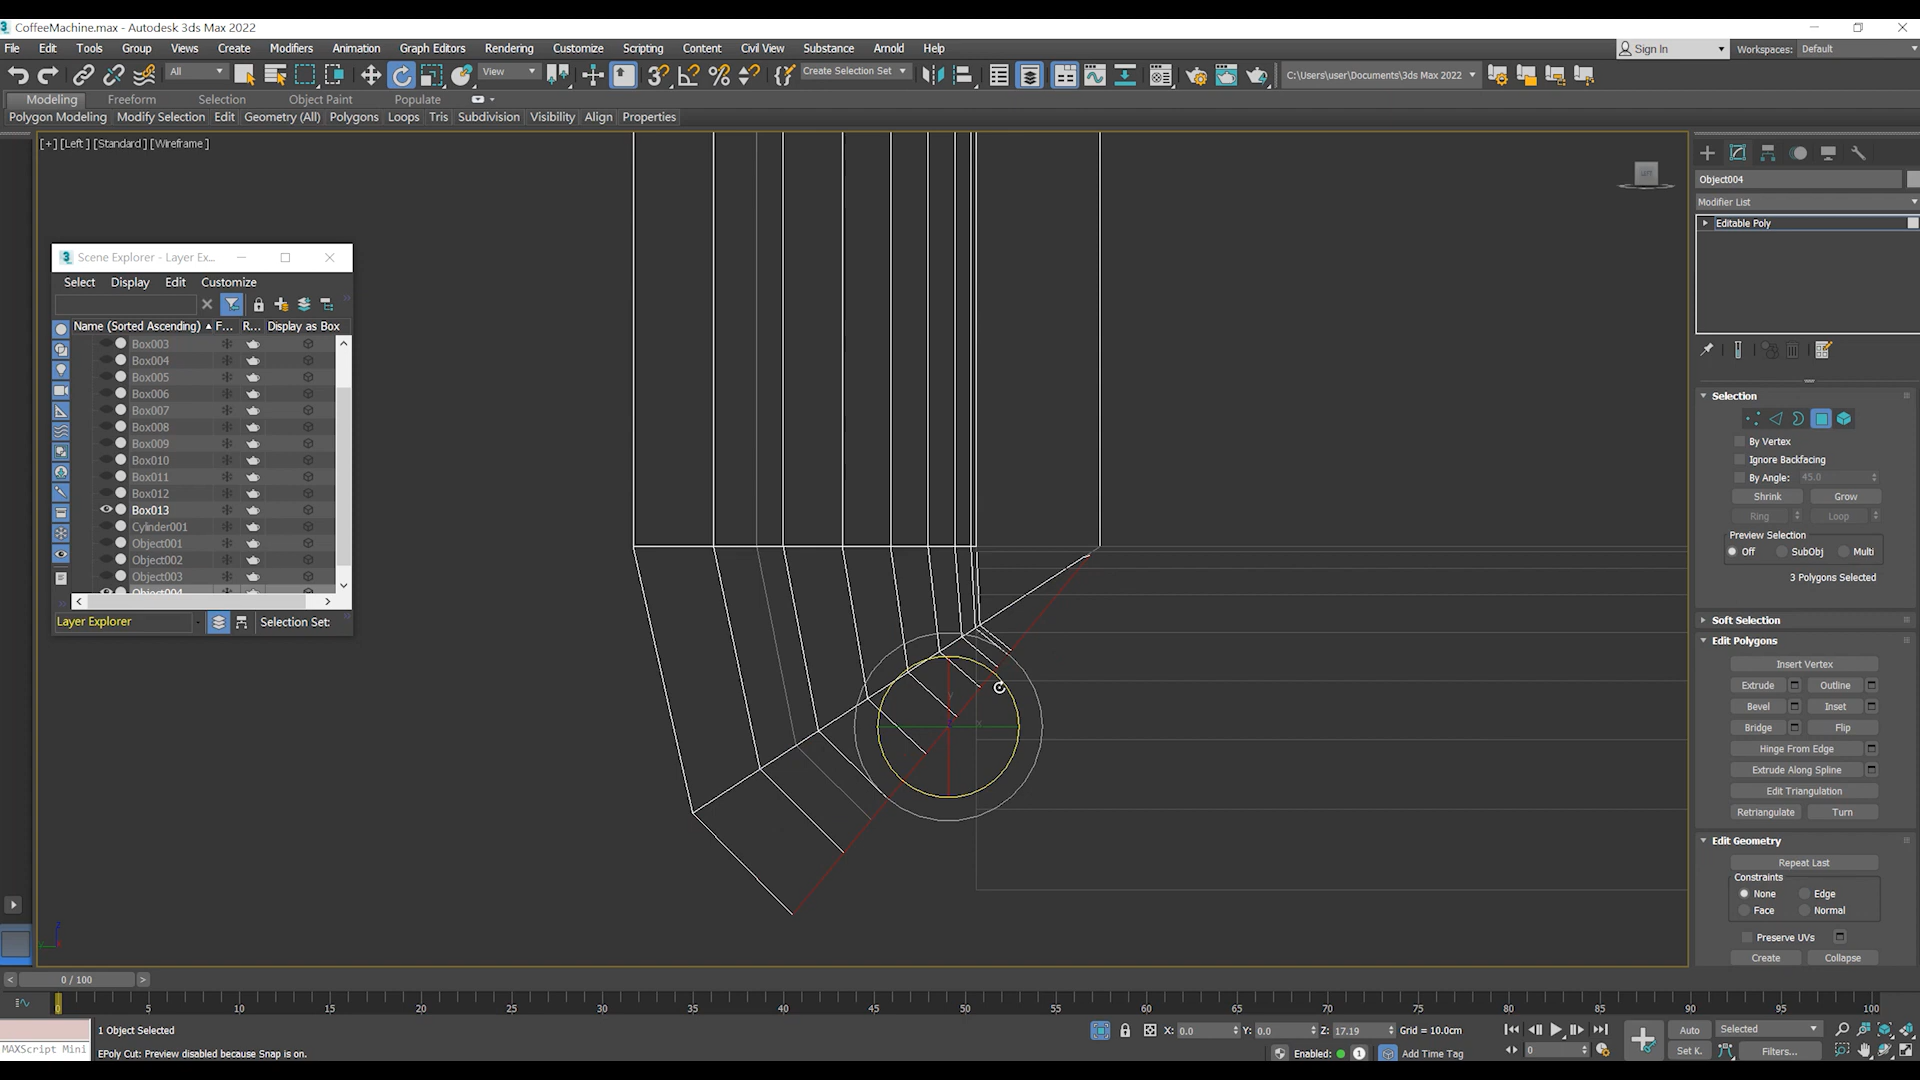 CoffeeMachine.max - Autodesk 3ds Max 2022
File Edit Tools Group Views Create Modifiers Animation Graph Editors Rendering Customize Scripting Content Civil View Substance Arnold Help
Sign In Workspaces: Default
All View Create Selection Set C:\Users\user\Documents\3ds Max 2022
Modeling Freeform Selection Object Paint Populate
Polygon Modeling Modify Selection Edit Geometry (All) Polygons Loops Tris Subdivision Visibility Align Properties
[+] [Left ] [Standard ] [Wireframe ]
Scene Explorer - Layer Ex...
Select Display Edit Customize
Name (Sorted Ascending) F... R... Display as Box
Box003
Box004
Box005
Box006
Box007
Box008
Box009
Box010
Box011
Box012
Box013
Cylinder001
Object001
Object002
Object003
Object004
Layer Explorer Selection Set:
Object004
Modifier List
Editable Poly
Selection
By Vertex
Ignore Backfacing
By Angle: 45.0
Shrink Grow
Ring Loop
Preview Selection
Off SubObj Multi
3 Polygons Selected
Soft Selection
Edit Polygons
Insert Vertex
Extrude Outline
Bevel Inset
Bridge Flip
Hinge From Edge
Extrude Along Spline
Edit Triangulation
Retriangulate Turn
Edit Geometry
Repeat Last
Constraints
None Edge
Face Normal
Preserve UVs
Create Collapse
< 0 / 100 >
0 5 10 15 20 25 30 35 40 45 50 55 60 65 70 75 80 85 90 95 100
1 Object Selected X: 0.0 Y: 0.0 Z: 17.19 Grid = 10.0cm Auto Selected
MAXScript Mini EPoly Cut: Preview disabled because Snap is on. Enabled: 1 Add Time Tag 0 Set K. Filters...